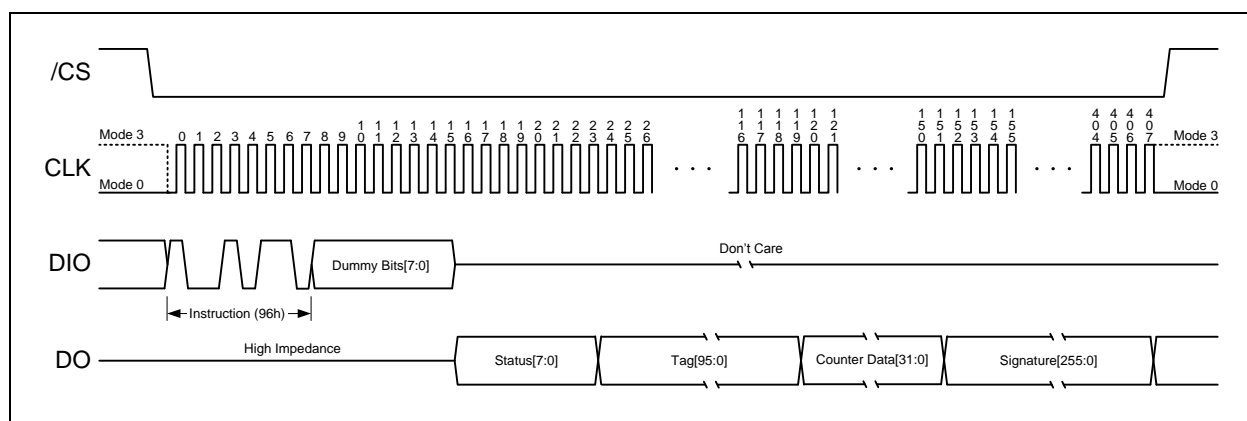 /CS
Mode 3
0 1 2 3 4 5 6 7 8 9 10 11 12 13 14 15 16 17 18 19 20 21 22 23 24 25 26 116 117 118 119 120 121 150 151 152 153 154 155 404 405 406 407
Mode 3
CLK
. . .
. . .
. . .
Mode 0
Mode 0
DIO
Dummy Bits[7:0]
Don't Care
Instruction (96h)
DO
High Impedance
Status[7:0]
Tag[95:0]
Counter Data[31:0]
Signature[255:0]